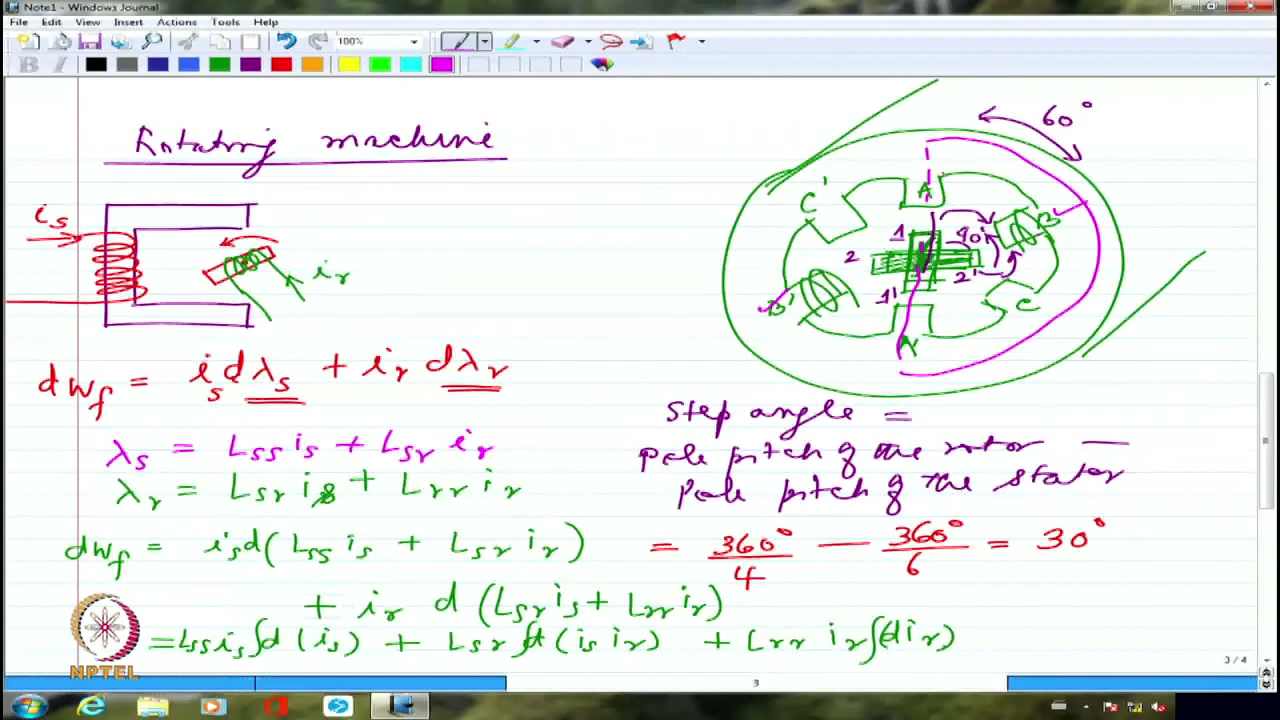 Note1 - Windows Journal
File Edit View Insert Actions Tools Help
100%
B I
Rotating machine
60°
is
ir
C' A B
1 90°
2 2'
1'
B' C
A'
dWf = is dλs + ir dλr
λs = Lss is + Lsr ir
λr = Lsr is + Lrr ir
dWf = is d(Lss is + Lsr ir)
+ ir d (Lsr is + Lrr ir)
= Lss is ∫d (is) + Lsr ∫d (is ir) + Lrr ir ∫(dir)
Step angle =
Pole pitch of the rotor —
Pole pitch of the stator
= 360°/4 — 360°/6 = 30°
NPTEL
3 / 4
3